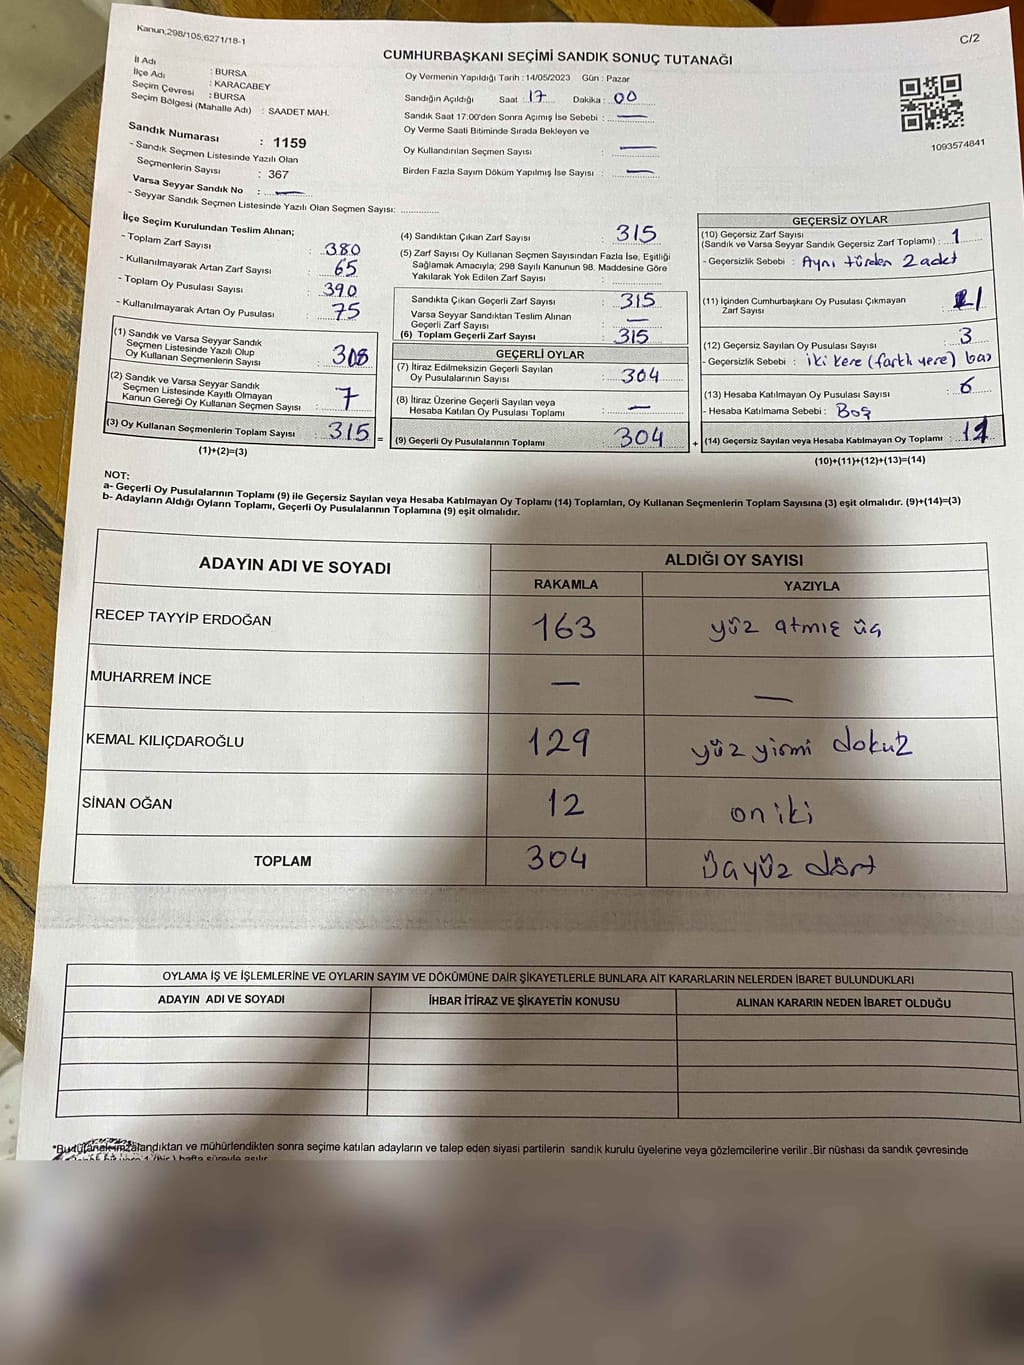 Kanun,298/105,6271/18-1
C/2
CUMHURBAŞKANI SEÇİMİ SANDIK SONUÇ TUTANAĞI
İl Adı : BURSA
İlçe Adı : KARACABEY
Seçim Çevresi : BURSA
Seçim Bölgesi (Mahalle Adı) : SAADET MAH.
Sandık Numarası : 1159
- Sandık Seçmen Listesinde Yazılı Olan
Seçmenlerin Sayısı : 367
Varsa Seyyar Sandık No : —
- Seyyar Sandık Seçmen Listesinde Yazılı Olan Seçmen Sayısı: ..............
Oy Vermenin Yapıldığı Tarih : 14/05/2023 Gün : Pazar
Sandığın Açıldığı Saat : 17 Dakika : 00
Sandık Saat 17:00'den Sonra Açımış İse Sebebi : —
Oy Verme Saati Bitiminde Sırada Bekleyen ve
Oy Kullandırılan Seçmen Sayısı : —
Birden Fazla Sayım Döküm Yapılmış İse Sayısı : —
1093574841
İlçe Seçim Kurulundan Teslim Alınan;
- Toplam Zarf Sayısı : 380
- Kullanılmayarak Artan Zarf Sayısı : 65
- Toplam Oy Pusulası Sayısı : 390
- Kullanılmayarak Artan Oy Pusulası : 75
(1) Sandık ve Varsa Seyyar Sandık
Seçmen Listesinde Yazılı Olup
Oy Kullanan Seçmenlerin Sayısı : 308
(2) Sandık ve Varsa Seyyar Sandık
Seçmen Listesinde Kayıtlı Olmayan
Kanun Gereği Oy Kullanan Seçmen Sayısı : 7
(3) Oy Kullanan Seçmenlerin Toplam Sayısı : 315 =
(1)+(2)=(3)
(4) Sandıktan Çıkan Zarf Sayısı : 315
(5) Zarf Sayısı Oy Kullanan Seçmen Sayısından Fazla İse, Eşitliği
Sağlamak Amacıyla; 298 Sayılı Kanunun 98. Maddesine Göre
Yakılarak Yok Edilen Zarf Sayısı :
Sandıkta Çıkan Geçerli Zarf Sayısı : 315
Varsa Seyyar Sandıktan Teslim Alınan
Geçerli Zarf Sayısı : —
(6) Toplam Geçerli Zarf Sayısı : 315
GEÇERLİ OYLAR
(7) İtiraz Edilmeksizin Geçerli Sayılan
Oy Pusulalarının Sayısı : 304
(8) İtiraz Üzerine Geçerli Sayılan veya
Hesaba Katılan Oy Pusulası Toplamı : —
(9) Geçerli Oy Pusulalarının Toplamı : 304 +
GEÇERSİZ OYLAR
(10) Geçersiz Zarf Sayısı
(Sandık ve Varsa Seyyar Sandık Geçersiz Zarf Toplamı) : 1
- Geçersizlik Sebebi : Aynı türden 2 adet
(11) İçinden Cumhurbaşkanı Oy Pusulası Çıkmayan
Zarf Sayısı : 1
(12) Geçersiz Sayılan Oy Pusulası Sayısı : 3
- Geçersizlik Sebebi : iki kere (farklı yere)
(13) Hesaba Katılmayan Oy Pusulası Sayısı : 6
- Hesaba Katılmama Sebebi : Boş
(14) Geçersiz Sayılan veya Hesaba Katılmayan Oy Toplamı : 11
(10)+(11)+(12)+(13)=(14)
NOT:
a- Geçerli Oy Pusulalarının Toplamı (9) ile Geçersiz Sayılan veya Hesaba Katılmayan Oy Toplamı (14) Toplamları, Oy Kullanan Seçmenlerin Toplam Sayısına (3) eşit olmalıdır. (9)+(14)=(3)
b- Adayların Aldığı Oyların Toplamı, Geçerli Oy Pusulalarının Toplamına (9) eşit olmalıdır.
ADAYIN ADI VE SOYADI
ALDIĞI OY SAYISI
RAKAMLA YAZIYLA
RECEP TAYYİP ERDOĞAN 163 yüz atmış üç
MUHARREM İNCE — —
KEMAL KILIÇDAROĞLU 129 yüz yirmi dokuz
SİNAN OĞAN 12 on iki
TOPLAM 304 Üçyüz dört
OYLAMA İŞ VE İŞLEMLERİNE VE OYLARIN SAYIM VE DÖKÜMÜNE DAİR ŞİKAYETLERLE BUNLARA AİT KARARLARIN NELERDEN İBARET BULUNDUKLARI
ADAYIN ADI VE SOYADI İHBAR İTİRAZ VE ŞİKAYETİN KONUSU ALINAN KARARIN NEDEN İBARET OLDUĞU
*Bu tutanak imzalandıktan ve mühürlendikten sonra seçime katılan adayların ve talep eden siyasi partilerin sandık kurulu üyelerine veya gözlemcilerine verilir .Bir nüshası da sandık çevresinde